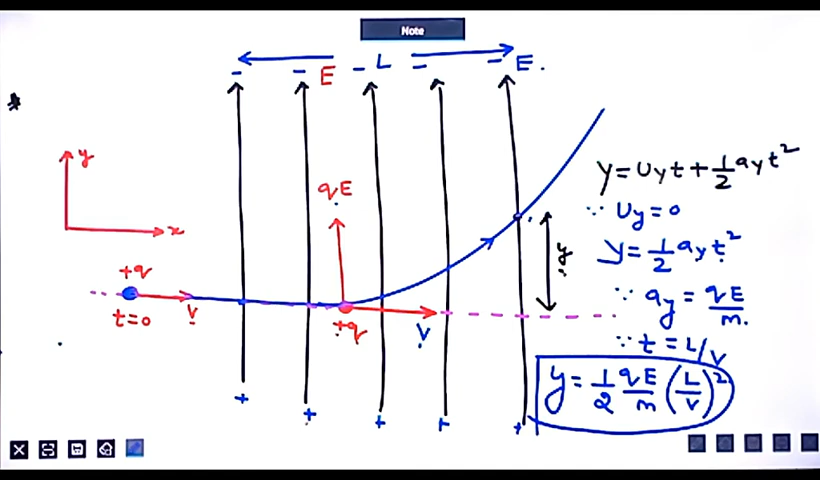 Note
- - E - L - - E.
y
qE
x
+q
t=0
v
+q
v
y
y = Uyt + 1/2 ayt²
∵ Uy = 0
y = 1/2 ayt²
∵ ay = qE/m.
∵ t = L/v
y = 1/2 qE/m (L/v)²
+ + + + +